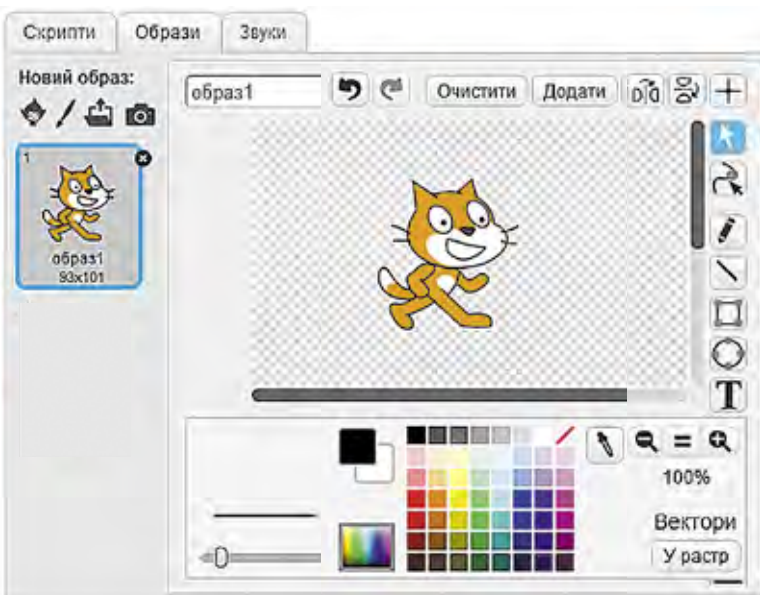 Скрипти Образи Звуки
Новий образ:
образ1
Очистити Додати
1
образ1
93x101
T
100%
Вектори
У растр